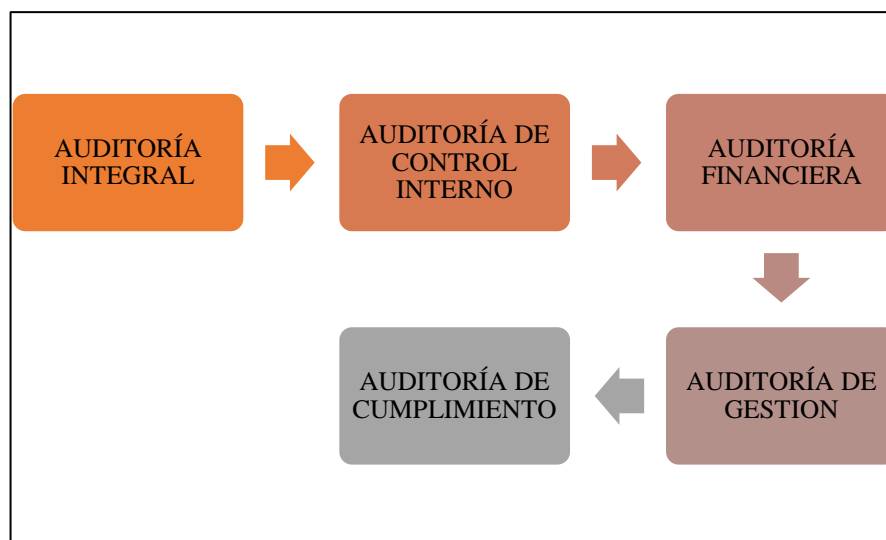 AUDITORÍA
INTEGRAL
AUDITORÍA DE
CONTROL
INTERNO
AUDITORÍA
FINANCIERA
AUDITORÍA DE
GESTION
AUDITORÍA DE
CUMPLIMIENTO